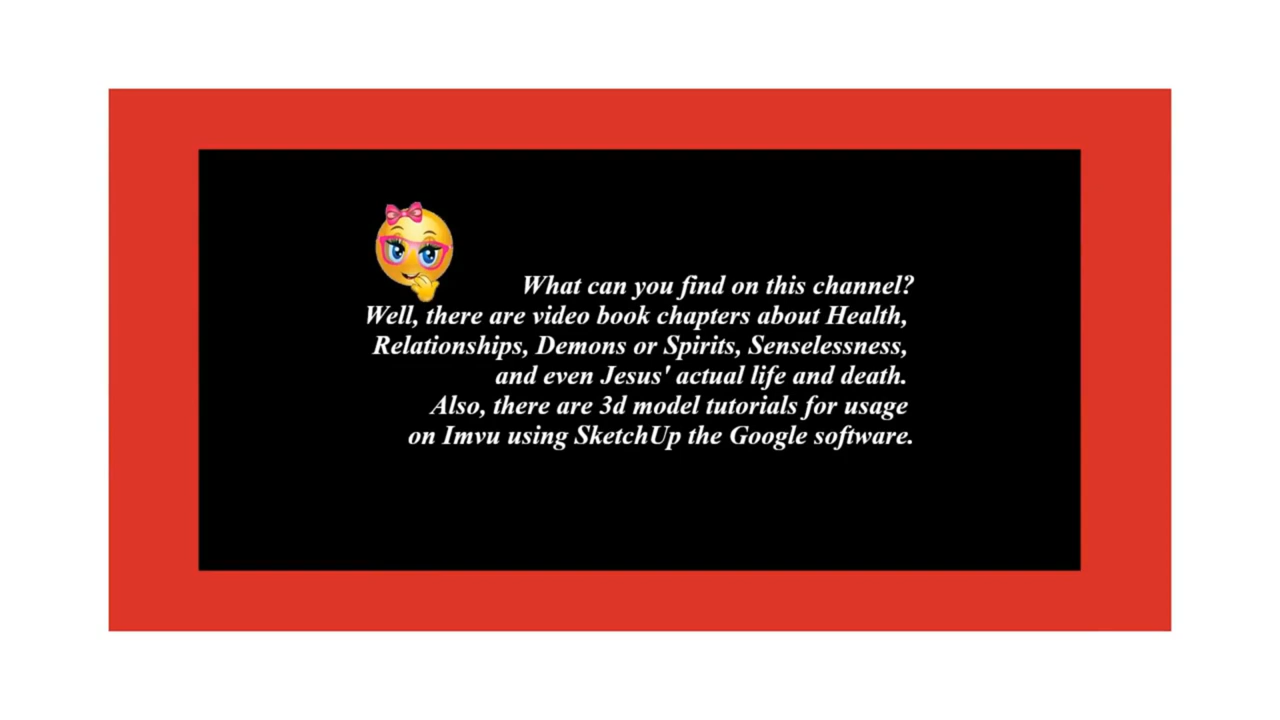 What can you find on this channel?
Well, there are video book chapters about Health,
Relationships, Demons or Spirits, Senselessness,
and even Jesus' actual life and death.
Also, there are 3d model tutorials for usage
on Imvu using SketchUp the Google software.